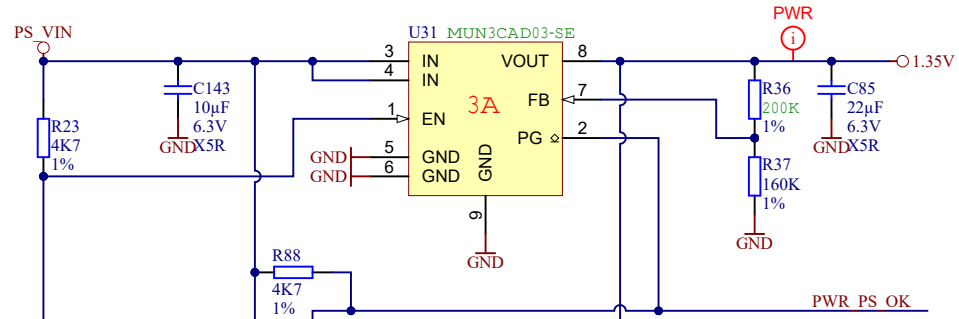 PWR
PS_VIN
U31 MUN3CAD03-SE
1.35V
3 IN VOUT 8
4 IN
C143
10µF
6.3V
X5R
GND
R36
200K
1%
C85
22µF
6.3V
X5R
GND
FB 7
3A
1 EN
PG 2
R23
4K7
1%
GND 5 GND
GND 6 GND
GND
9
GND
R37
160K
1%
GND
R88
4K7
1%
PWR_PS_OK